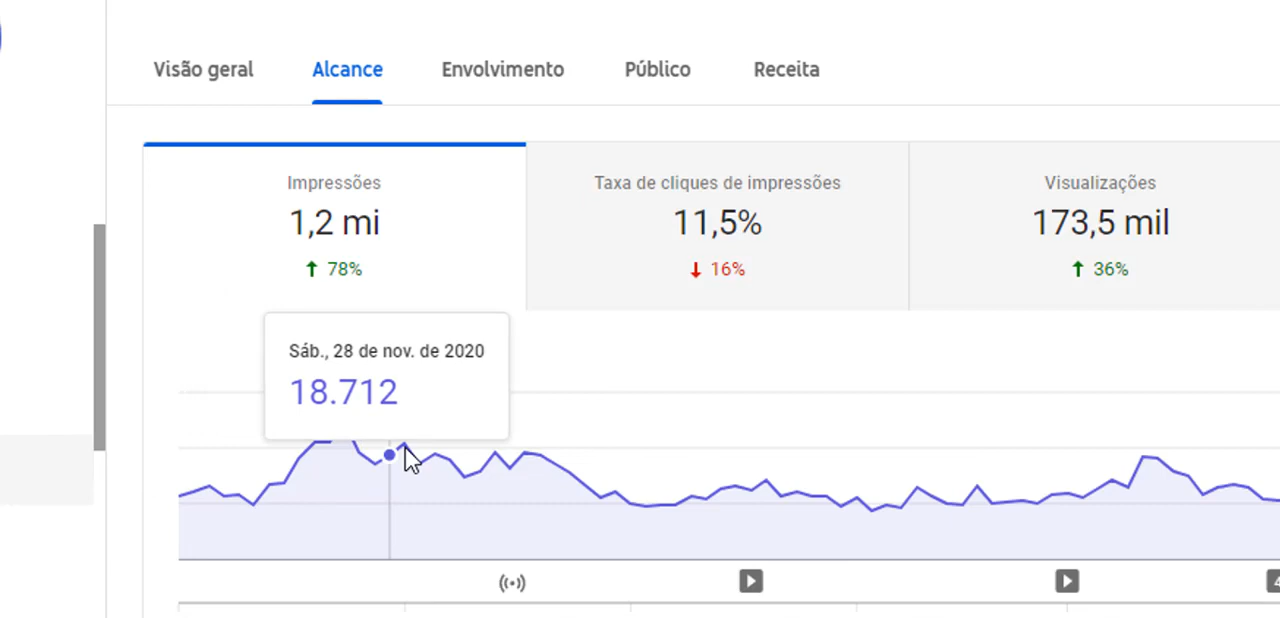 Visão geral Alcance Envolvimento Público Receita
Impressões Taxa de cliques de impressões Visualizações
1,2 mi 11,5% 173,5 mil
78% 16% 36%
Sáb., 28 de nov. de 2020
18.712